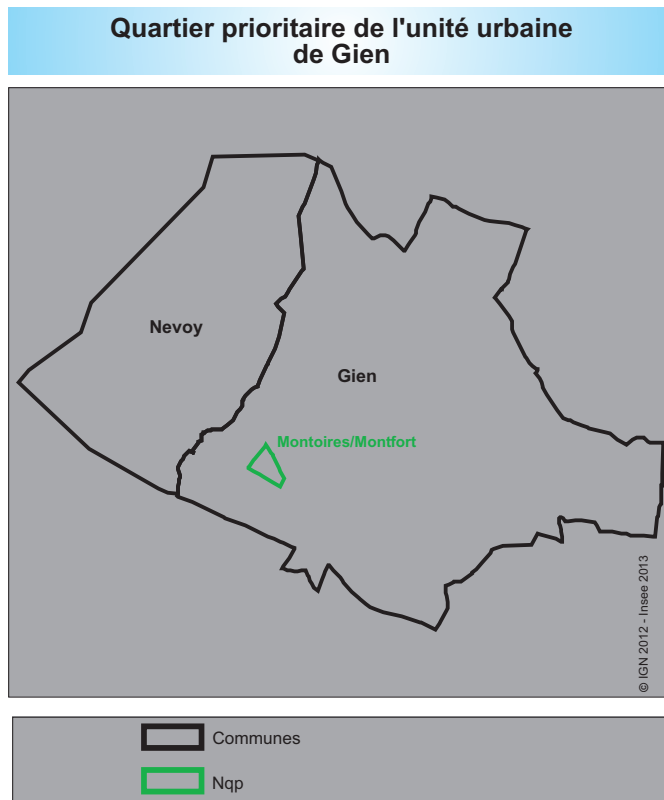 Quartier prioritaire de l'unité urbaine
de Gien
Nevoy
Gien
Montoires/Montfort
© IGN 2012 - Insee 2013
Communes
Nqp